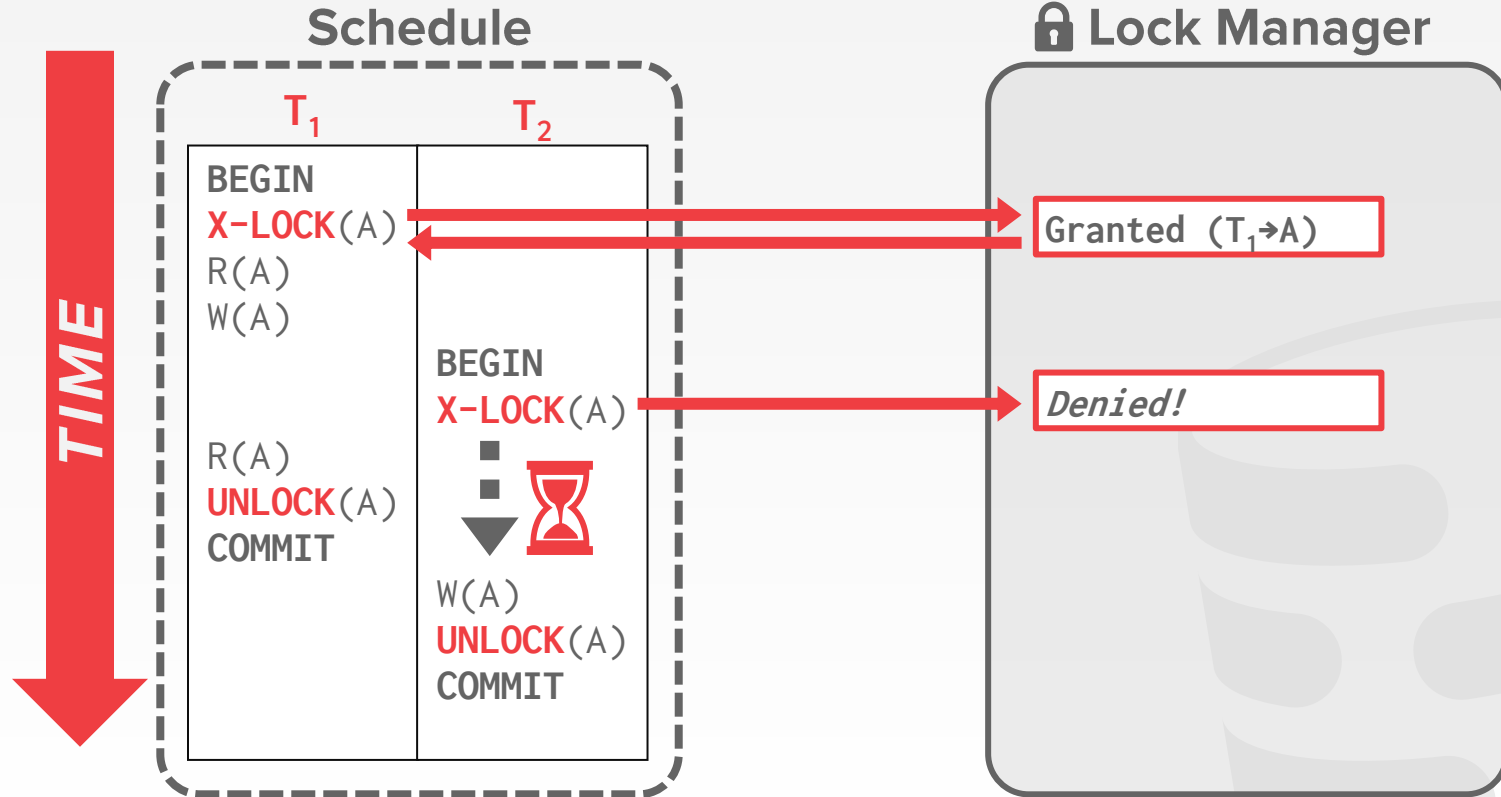 Schedule
Lock Manager
TIME
T1
T2
BEGIN
X-LOCK(A)
R(A)
W(A)
BEGIN
X-LOCK(A)
R(A)
UNLOCK(A)
COMMIT
W(A)
UNLOCK(A)
COMMIT
Granted (T1→A)
Denied!